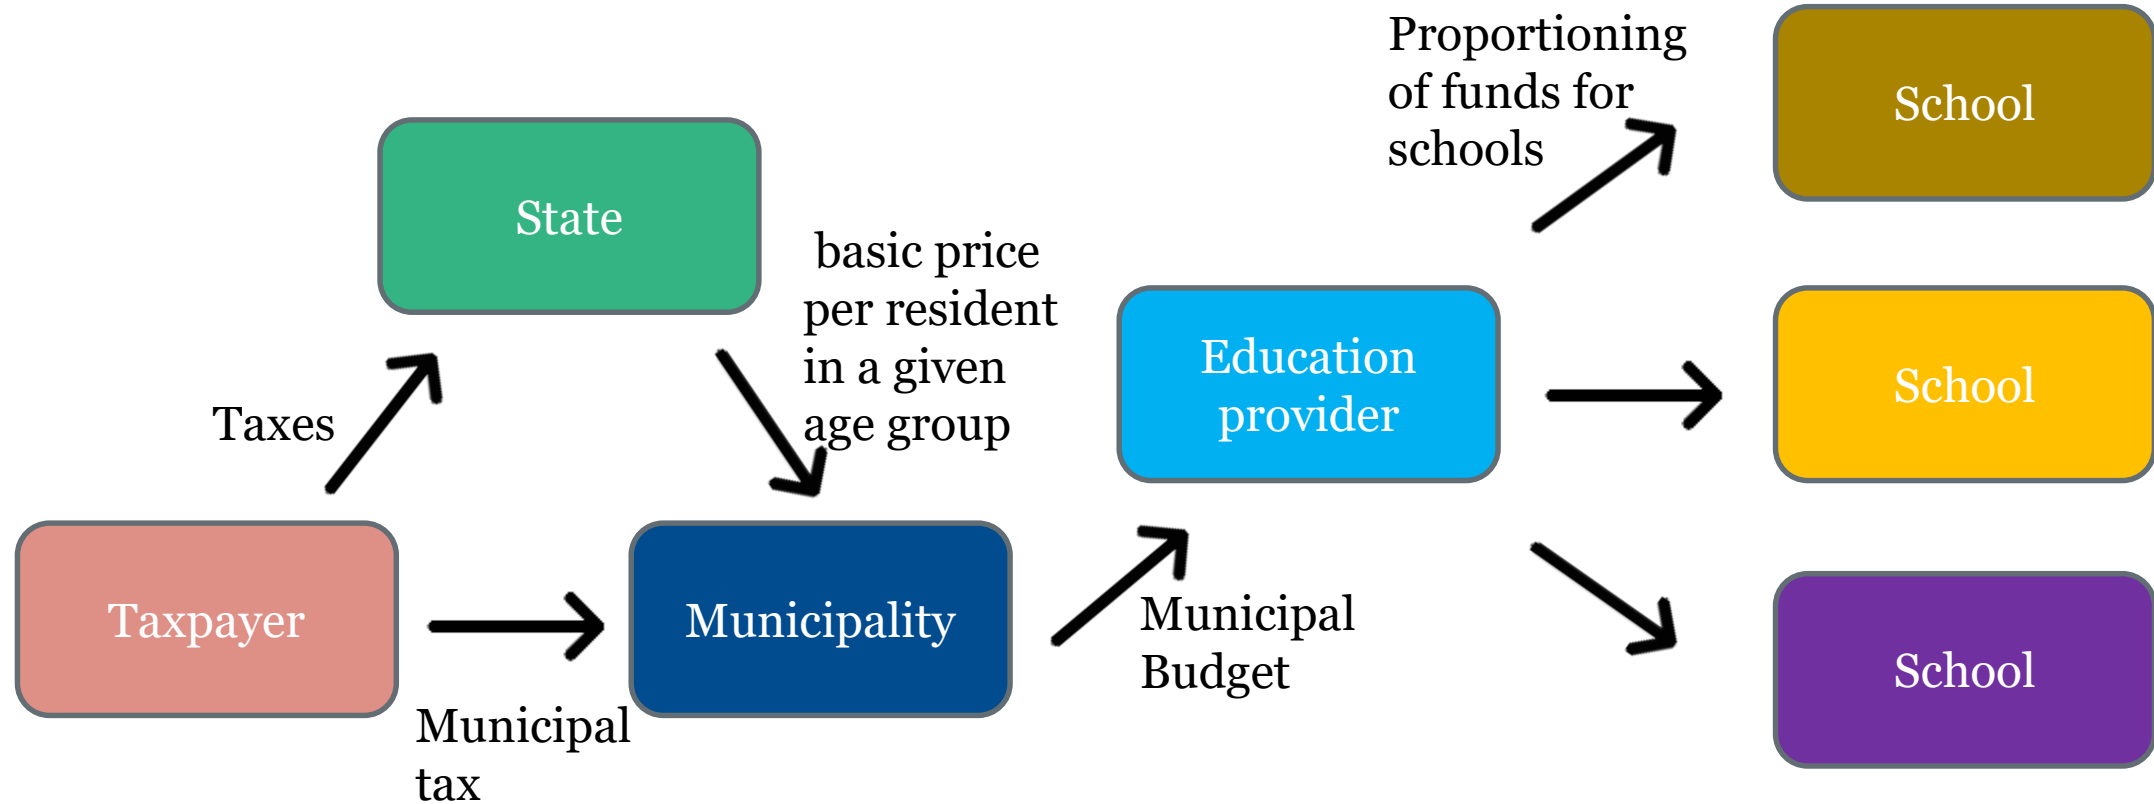 Proportioning
of funds for
schools
School
State
basic price
per resident
in a given
age group
Education
provider
School
Taxes
Taxpayer
Municipality
Municipal
tax
Municipal
Budget
School